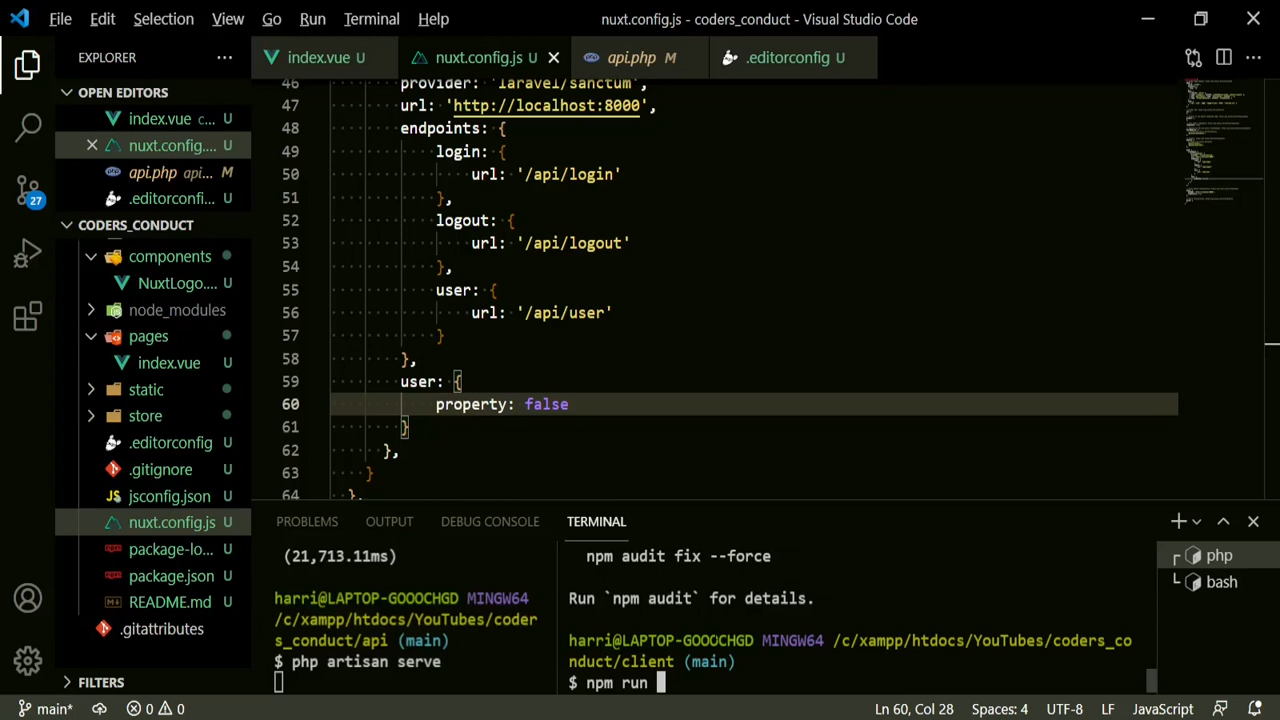 File Edit Selection View Go Run Terminal Help nuxt.config.js - coders_conduct - Visual Studio Code
EXPLORER
index.vue U nuxt.config.js U api.php M .editorconfig U
OPEN EDITORS
index.vue c... U
nuxt.config.... U
api.php api... M
.editorconfi... U
27
CODERS_CONDUCT
components
NuxtLogo.... U
node_modules
pages
index.vue U
static
store
.editorconfig U
.gitignore U
jsconfig.json U
nuxt.config.js U
package-lo... U
package.json U
README.md U
.gitattributes
FILTERS
46 provider: 'laravel/sanctum',
47 url: 'http://localhost:8000',
48 endpoints: {
49 login: {
50 url: '/api/login'
51 },
52 logout: {
53 url: '/api/logout'
54 },
55 user: {
56 url: '/api/user'
57 }
58 },
59 user: {
60 property: false
61 }
62 },
63 }
64 },
PROBLEMS OUTPUT DEBUG CONSOLE TERMINAL
(21,713.11ms)
harri@LAPTOP-GOOOCHGD MINGW64
/c/xampp/htdocs/YouTubes/coder
s_conduct/api (main)
$ php artisan serve
npm audit fix --force
Run `npm audit` for details.
harri@LAPTOP-GOOOCHGD MINGW64 /c/xampp/htdocs/YouTubes/coders_co
nduct/client (main)
$ npm run
php
bash
main* 0 0 Ln 60, Col 28 Spaces: 4 UTF-8 LF JavaScript